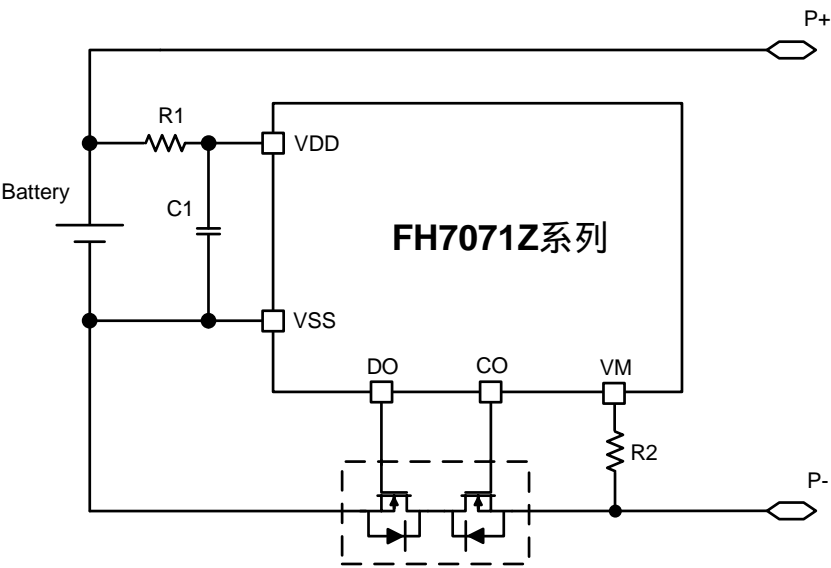 P+
R1
VDD
Battery
C1
FH7071Z系列
VSS
DO
CO
VM
R2
P-